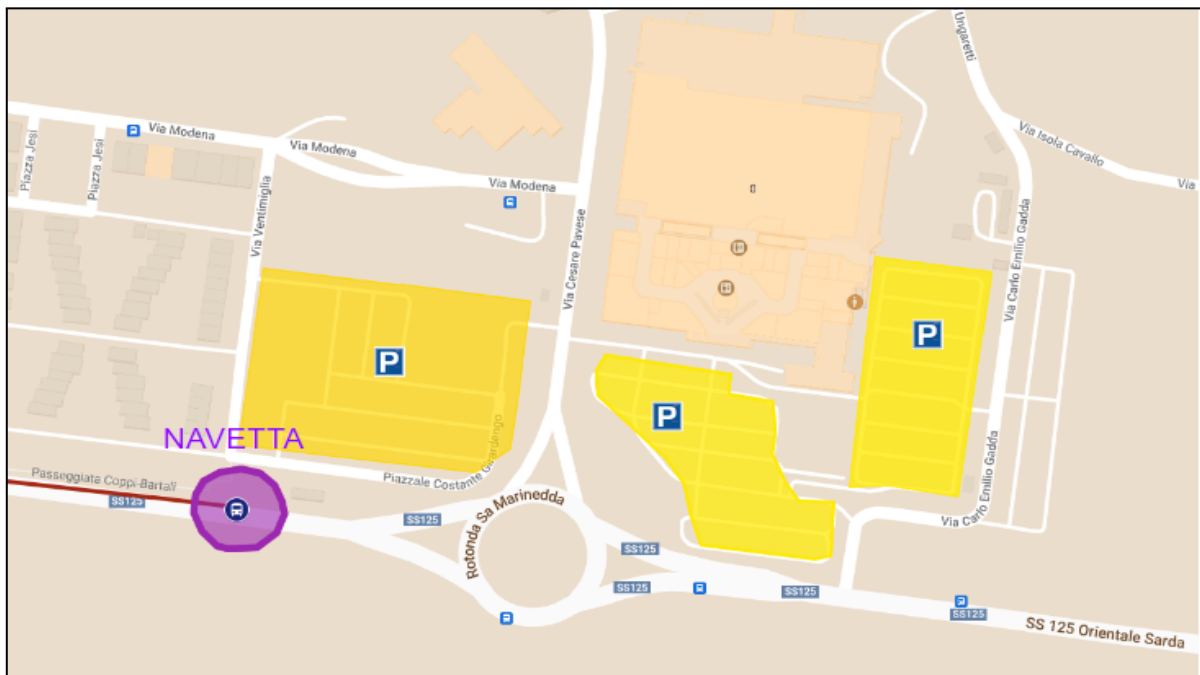 Ungaretti
Via Modena
Via Isola Cavallo
Piazza Jesi
Piazza Jesi
Via Modena
Via Modena
Via
Via Ventimiglia
Via Cesare Pavese
Via Carlo Emilio Gadda
P
P
P
NAVETTA
Piazzale Costante Girardengo
Passeggiata Coppi-Bartali
SS125
SS125
Rotonda Sa Marinedda
Via Carlo Emilio Gadda
SS125
SS125
SS125
SS125
SS 125 Orientale Sarda